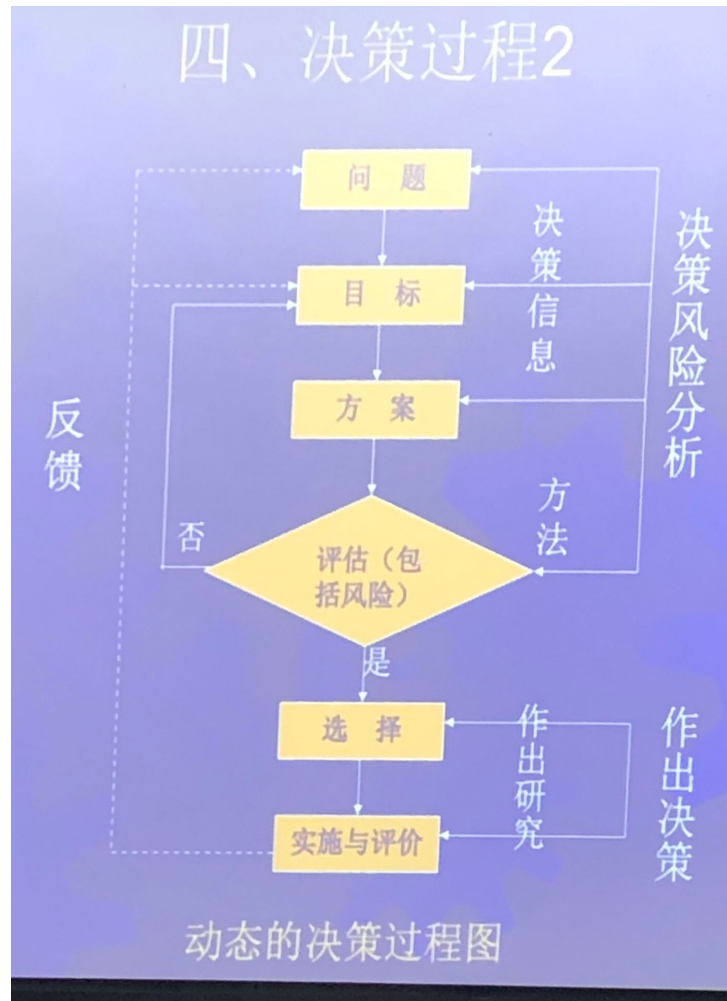 四、决策过程2
问 题
决策信息
决策风险分析
目 标
方 案
反馈
方法
否
评估（包
括风险）
是
选 择
作出研究
作出决策
实施与评价
动态的决策过程图